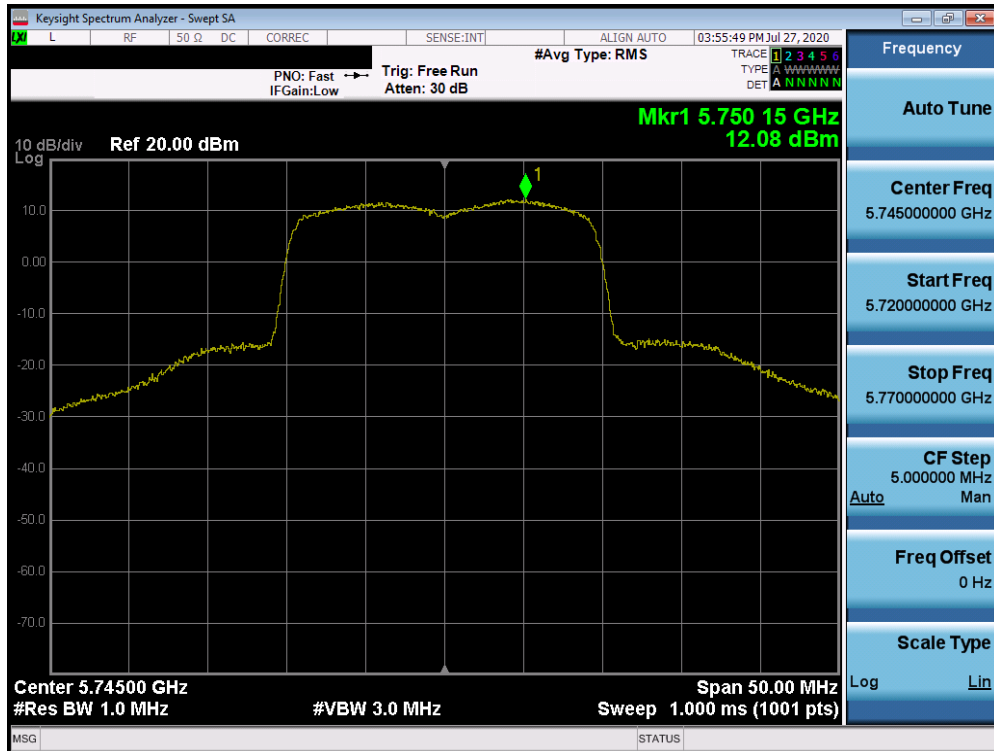 Keysight Spectrum Analyzer - Swept SA
LXI L RF 50 Ω DC CORREC SENSE:INT ALIGN AUTO 03:55:49 PM Jul 27, 2020
Frequency
#Avg Type: RMS
TRACE 1 2 3 4 5 6
PNO: Fast Trig: Free Run
TYPE A WWWWW
IFGain:Low Atten: 30 dB
DET A N N N N N
Auto Tune
Mkr1 5.750 15 GHz
12.08 dBm
10 dB/div Ref 20.00 dBm
Log
1
10.0
0.00
-10.0
-20.0
-30.0
-40.0
-50.0
-60.0
-70.0
Center Freq
5.745000000 GHz
Start Freq
5.720000000 GHz
Stop Freq
5.770000000 GHz
CF Step
5.000000 MHz
Auto Man
Freq Offset
0 Hz
Scale Type
Log Lin
Center 5.74500 GHz Span 50.00 MHz
#Res BW 1.0 MHz #VBW 3.0 MHz Sweep 1.000 ms (1001 pts)
MSG STATUS